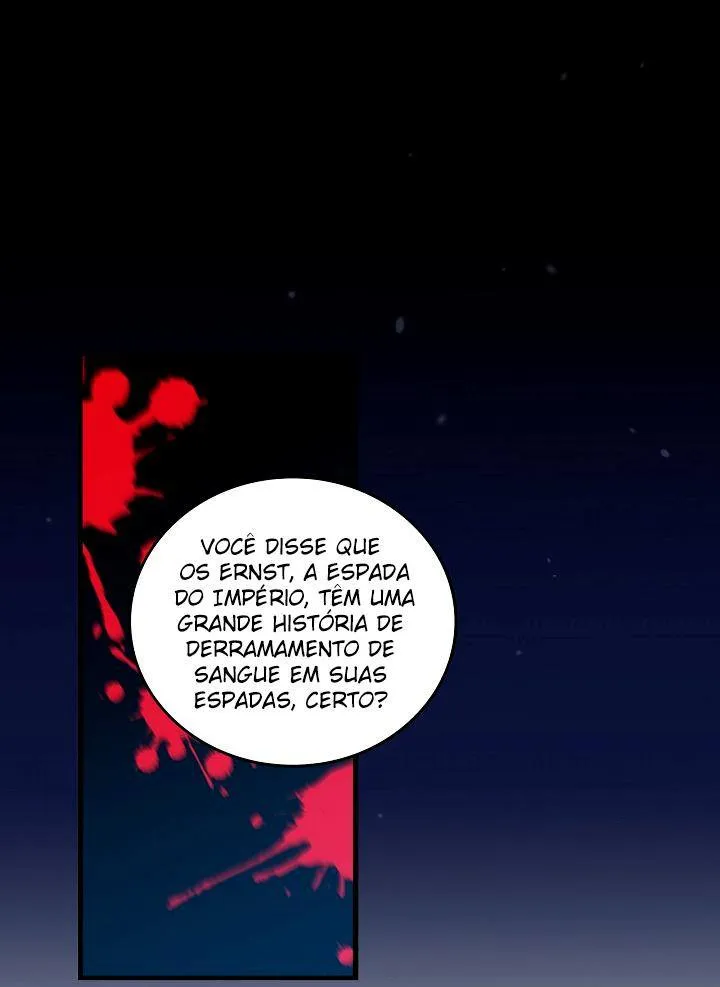 VOCÊ DISSE QUE
OS ERNST, A ESPADA
DO IMPÉRIO, TÊM UMA
GRANDE HISTÓRIA DE
DERRAMAMENTO DE
SANGUE EM SUAS
ESPADAS, CERTO?